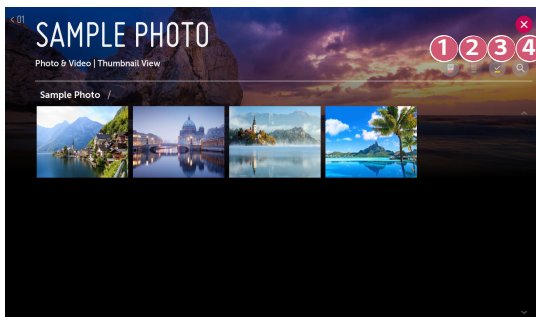 < 01
SAMPLE PHOTO
1 2 3 4
Photo & Video | Thumbnail View
Sample Photo /